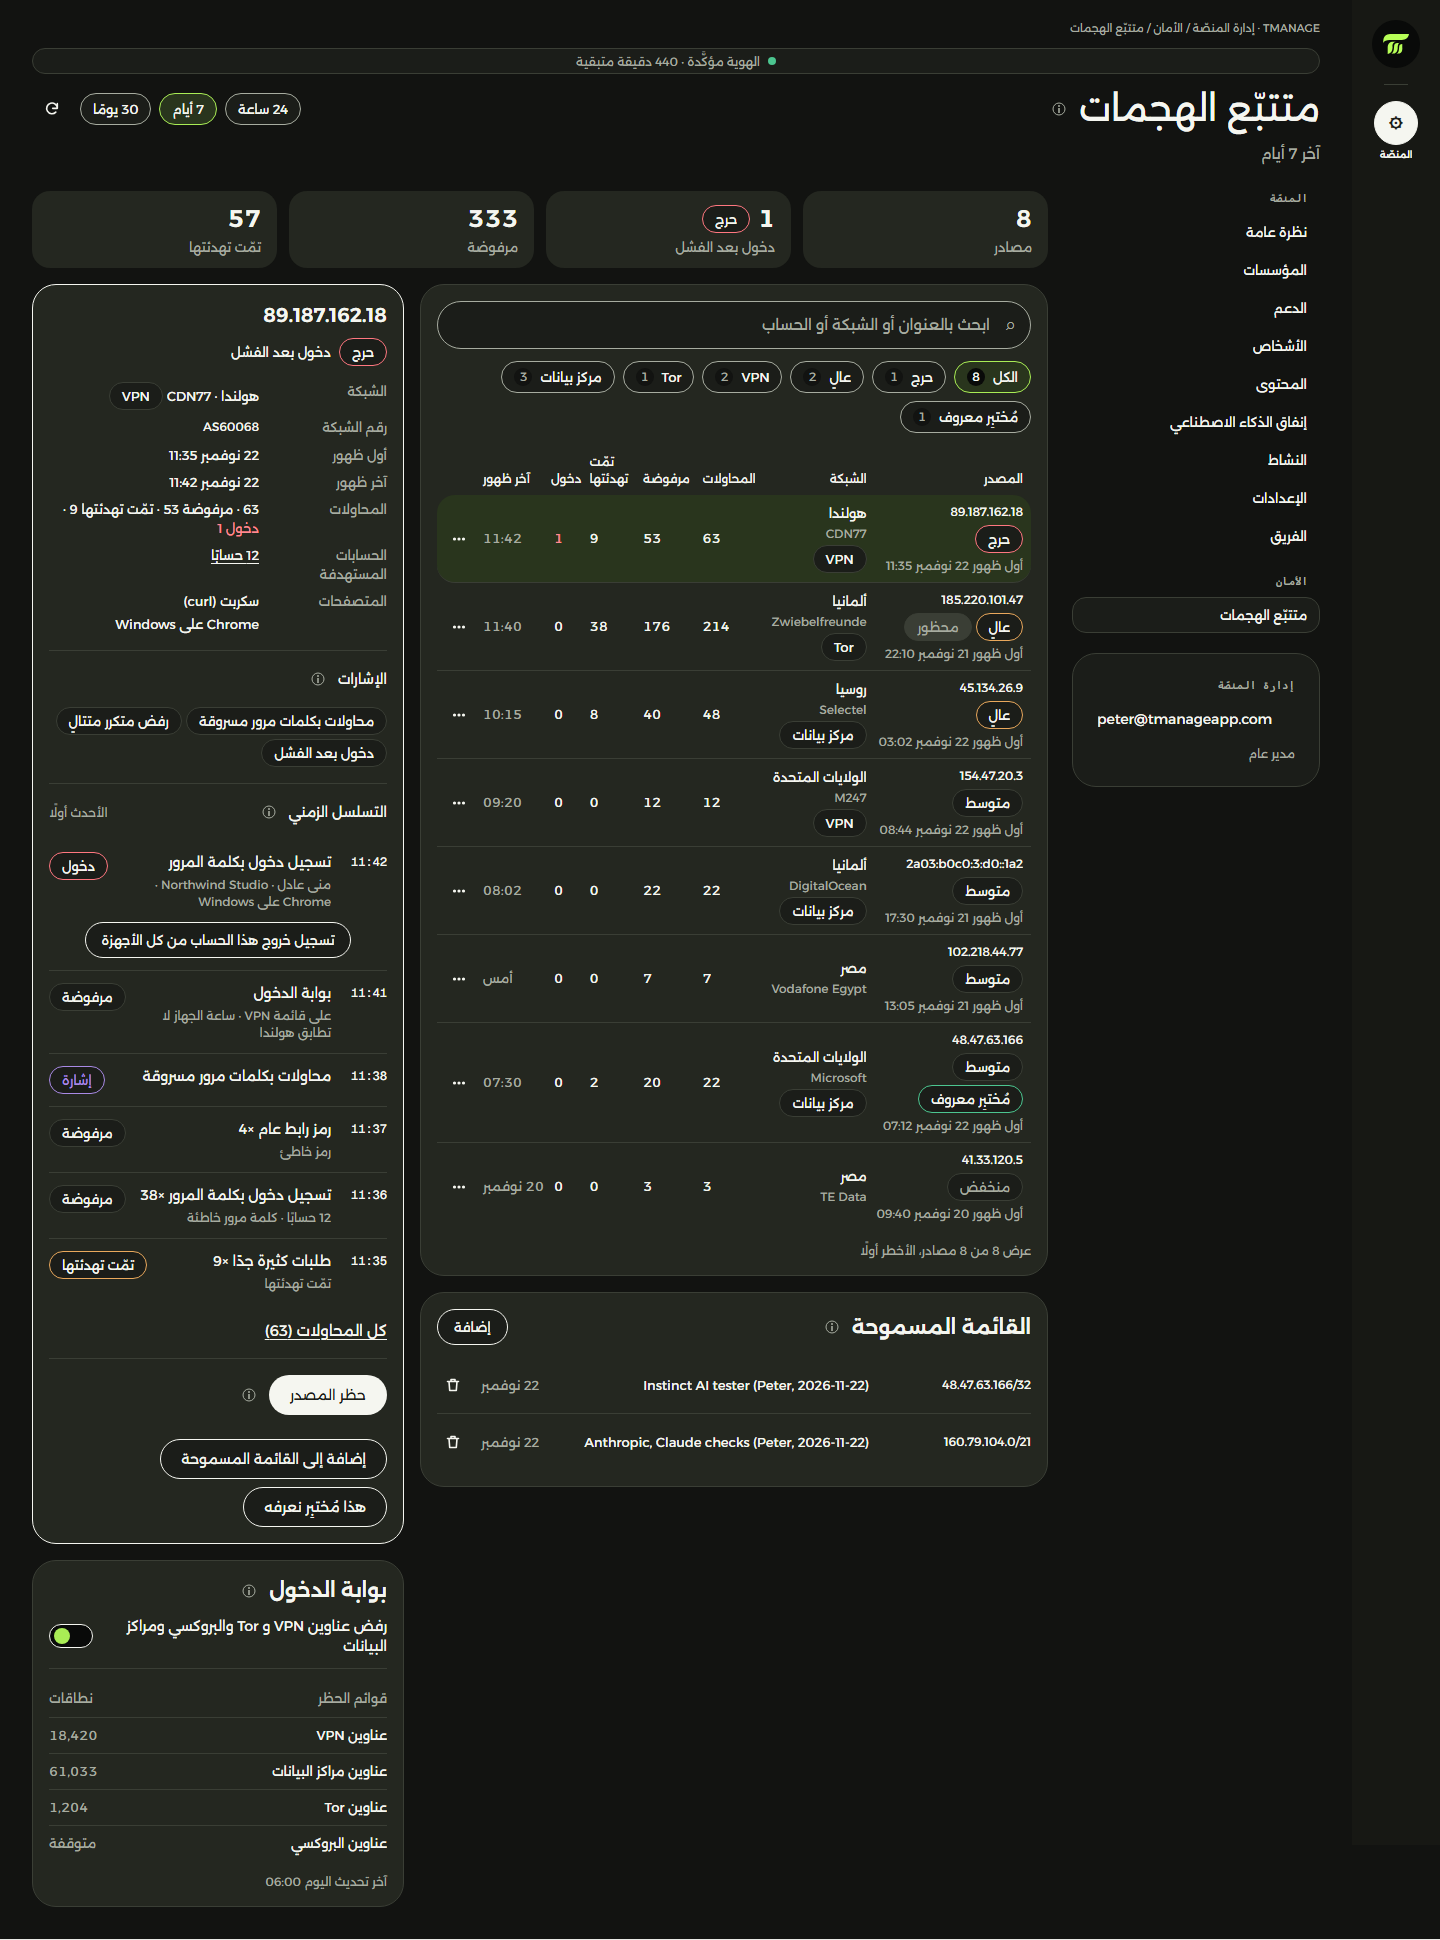 TMANAGE · إدارة المنصّة / الأمان / متتبّع الهجمات
الهوية مؤكَّدة · 440 دقيقة متبقية
المنصّة
متتبّع الهجمات
آخر 7 أيام
24 ساعة
7 أيام
30 يومًا
المنصّة
نظرة عامة
المؤسسات
الدعم
الأشخاص
المحتوى
إنفاق الذكاء الاصطناعي
النشاط
الإعدادات
الفريق
الأمان
متتبّع الهجمات
إدارة المنصّة
peter@tmanageapp.com
مدير عام
8
مصادر
1 حرج
دخول بعد الفشل
333
مرفوضة
57
تمّت تهدئتها
ابحث بالعنوان أو الشبكة أو الحساب
الكل 8
حرج 1
عالٍ 2
VPN 2
Tor 1
مركز بيانات 3
مُختبِر معروف 1
المصدر الشبكة المحاولات مرفوضة تمّت تهدئتها دخول آخر ظهور
89.187.162.18
حرج
أول ظهور 22 نوفمبر 11:35
هولندا
CDN77
VPN
63 53 9 1 11:42
185.220.101.47
عالٍ محظور
أول ظهور 21 نوفمبر 22:10
ألمانيا
Zwiebelfreunde
Tor
214 176 38 0 11:40
45.134.26.9
عالٍ
أول ظهور 22 نوفمبر 03:02
روسيا
Selectel
مركز بيانات
48 40 8 0 10:15
154.47.20.3
متوسط
أول ظهور 22 نوفمبر 08:44
الولايات المتحدة
M247
VPN
12 12 0 0 09:20
2a03:b0c0:3:d0::1a2
متوسط
أول ظهور 21 نوفمبر 17:30
ألمانيا
DigitalOcean
مركز بيانات
22 22 0 0 08:02
102.218.44.77
متوسط
أول ظهور 21 نوفمبر 13:05
مصر
Vodafone Egypt
7 7 0 0 أمس
48.47.63.166
متوسط
مُختبِر معروف
أول ظهور 22 نوفمبر 07:12
الولايات المتحدة
Microsoft
مركز بيانات
22 20 2 0 07:30
41.33.120.5
منخفض
أول ظهور 20 نوفمبر 09:40
مصر
TE Data
3 3 0 0 20 نوفمبر
عرض 8 من 8 مصادر، الأخطر أولًا
القائمة المسموحة
إضافة
48.47.63.166/32 Instinct AI tester (Peter, 2026-11-22) 22 نوفمبر
160.79.104.0/21 Anthropic, Claude checks (Peter, 2026-11-22) 22 نوفمبر
89.187.162.18
حرج دخول بعد الفشل
الشبكة هولندا · CDN77 VPN
رقم الشبكة AS60068
أول ظهور 22 نوفمبر 11:35
آخر ظهور 22 نوفمبر 11:42
المحاولات 63 · مرفوضة 53 · تمّت تهدئتها 9 ·
دخول 1
الحسابات المستهدفة 12 حسابًا
المتصفحات سكربت (curl)
Chrome على Windows
الإشارات
محاولات بكلمات مرور مسروقة
رفض متكرر متتالٍ
دخول بعد الفشل
التسلسل الزمني
الأحدث أولًا
11:42 تسجيل دخول بكلمة المرور دخول
منى عادل · Northwind Studio ·
Chrome على Windows
تسجيل خروج هذا الحساب من كل الأجهزة
11:41 بوابة الدخول مرفوضة
على قائمة VPN · ساعة الجهاز لا
تطابق هولندا
11:38 محاولات بكلمات مرور مسروقة إشارة
11:37 رمز رابط عام ×4 مرفوضة
رمز خاطئ
11:36 تسجيل دخول بكلمة المرور ×38 مرفوضة
12 حسابًا · كلمة مرور خاطئة
11:35 طلبات كثيرة جدًا ×9 تمّت تهدئتها
تمّت تهدئتها
كل المحاولات (63)
حظر المصدر
إضافة إلى القائمة المسموحة
هذا مُختبِر نعرفه
بوابة الدخول
رفض عناوين VPN و Tor والبروكسي ومراكز
البيانات
قوائم الحظر نطاقات
عناوين VPN 18,420
عناوين مراكز البيانات 61,033
عناوين Tor 1,204
عناوين البروكسي متوقفة
آخر تحديث اليوم 06:00